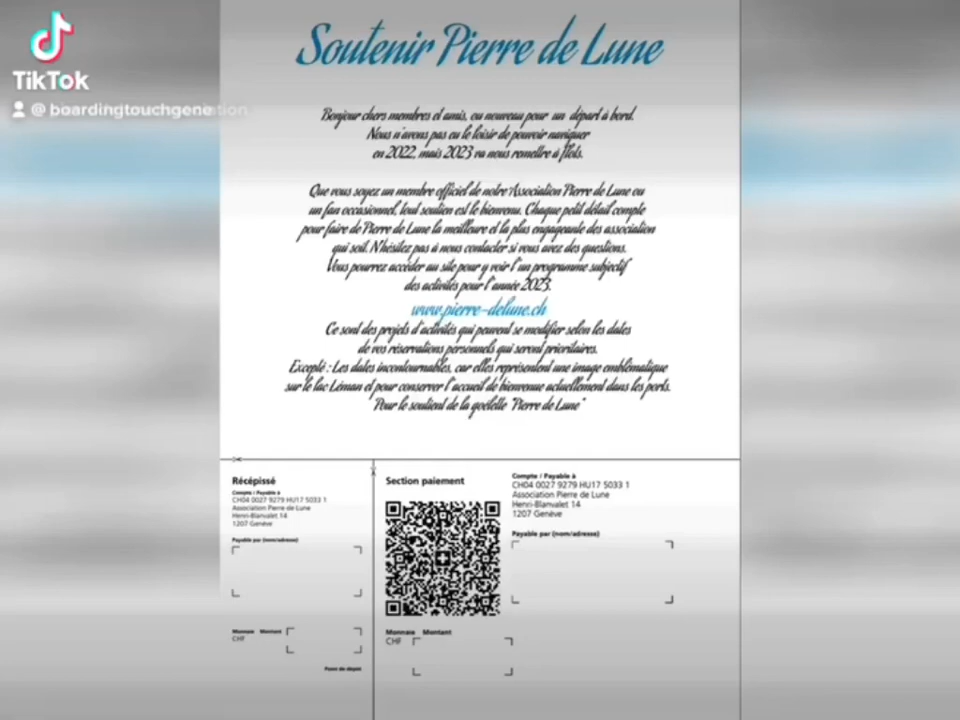 TikTok
@ boardingtouchgenetion
Soutenir Pierre de Lune
Bonjour chers membres et amis, ou nouveau pour un départ à bord.
Nous n'avons pas eu le loisir de pouvoir naviguer
en 2022, mais 2023 va nous remettre à flots.
Que vous soyez un membre officiel de notre Association Pierre de Lune ou
un fan occasionnel, tout soutien est le bienvenu. Chaque petit détail compte
pour faire de Pierre de Lune la meilleure et la plus engageante des association
qui soit. N'hésitez pas à nous contacter si vous avez des questions.
Vous pourrez accéder au site pour y voir l'un programme subjectif
des activités pour l'année 2023.
www.pierre-delune.ch
Ce sont des projets d'activités qui peuvent se modifier selon les dates
de vos réservations personnels qui seront prioritaires.
Excepté : Les dates incontournables, car elles représentent une image emblématique
sur le lac Léman et pour conserver l'accueil de bienvenue actuellement dans les ports.
Pour le soutient de la goélette "Pierre de Lune"
Récépissé
Compte / Payable à
CH04 0027 9279 HU17 5033 1
Association Pierre de Lune
Henri-Blanvalet 14
1207 Genève
Payable par (nom/adresse)
Monnaie Montant
CHF
Point de dépôt
Section paiement
Monnaie Montant
CHF
Compte / Payable à
CH04 0027 9279 HU17 5033 1
Association Pierre de Lune
Henri-Blanvalet 14
1207 Genève
Payable par (nom/adresse)